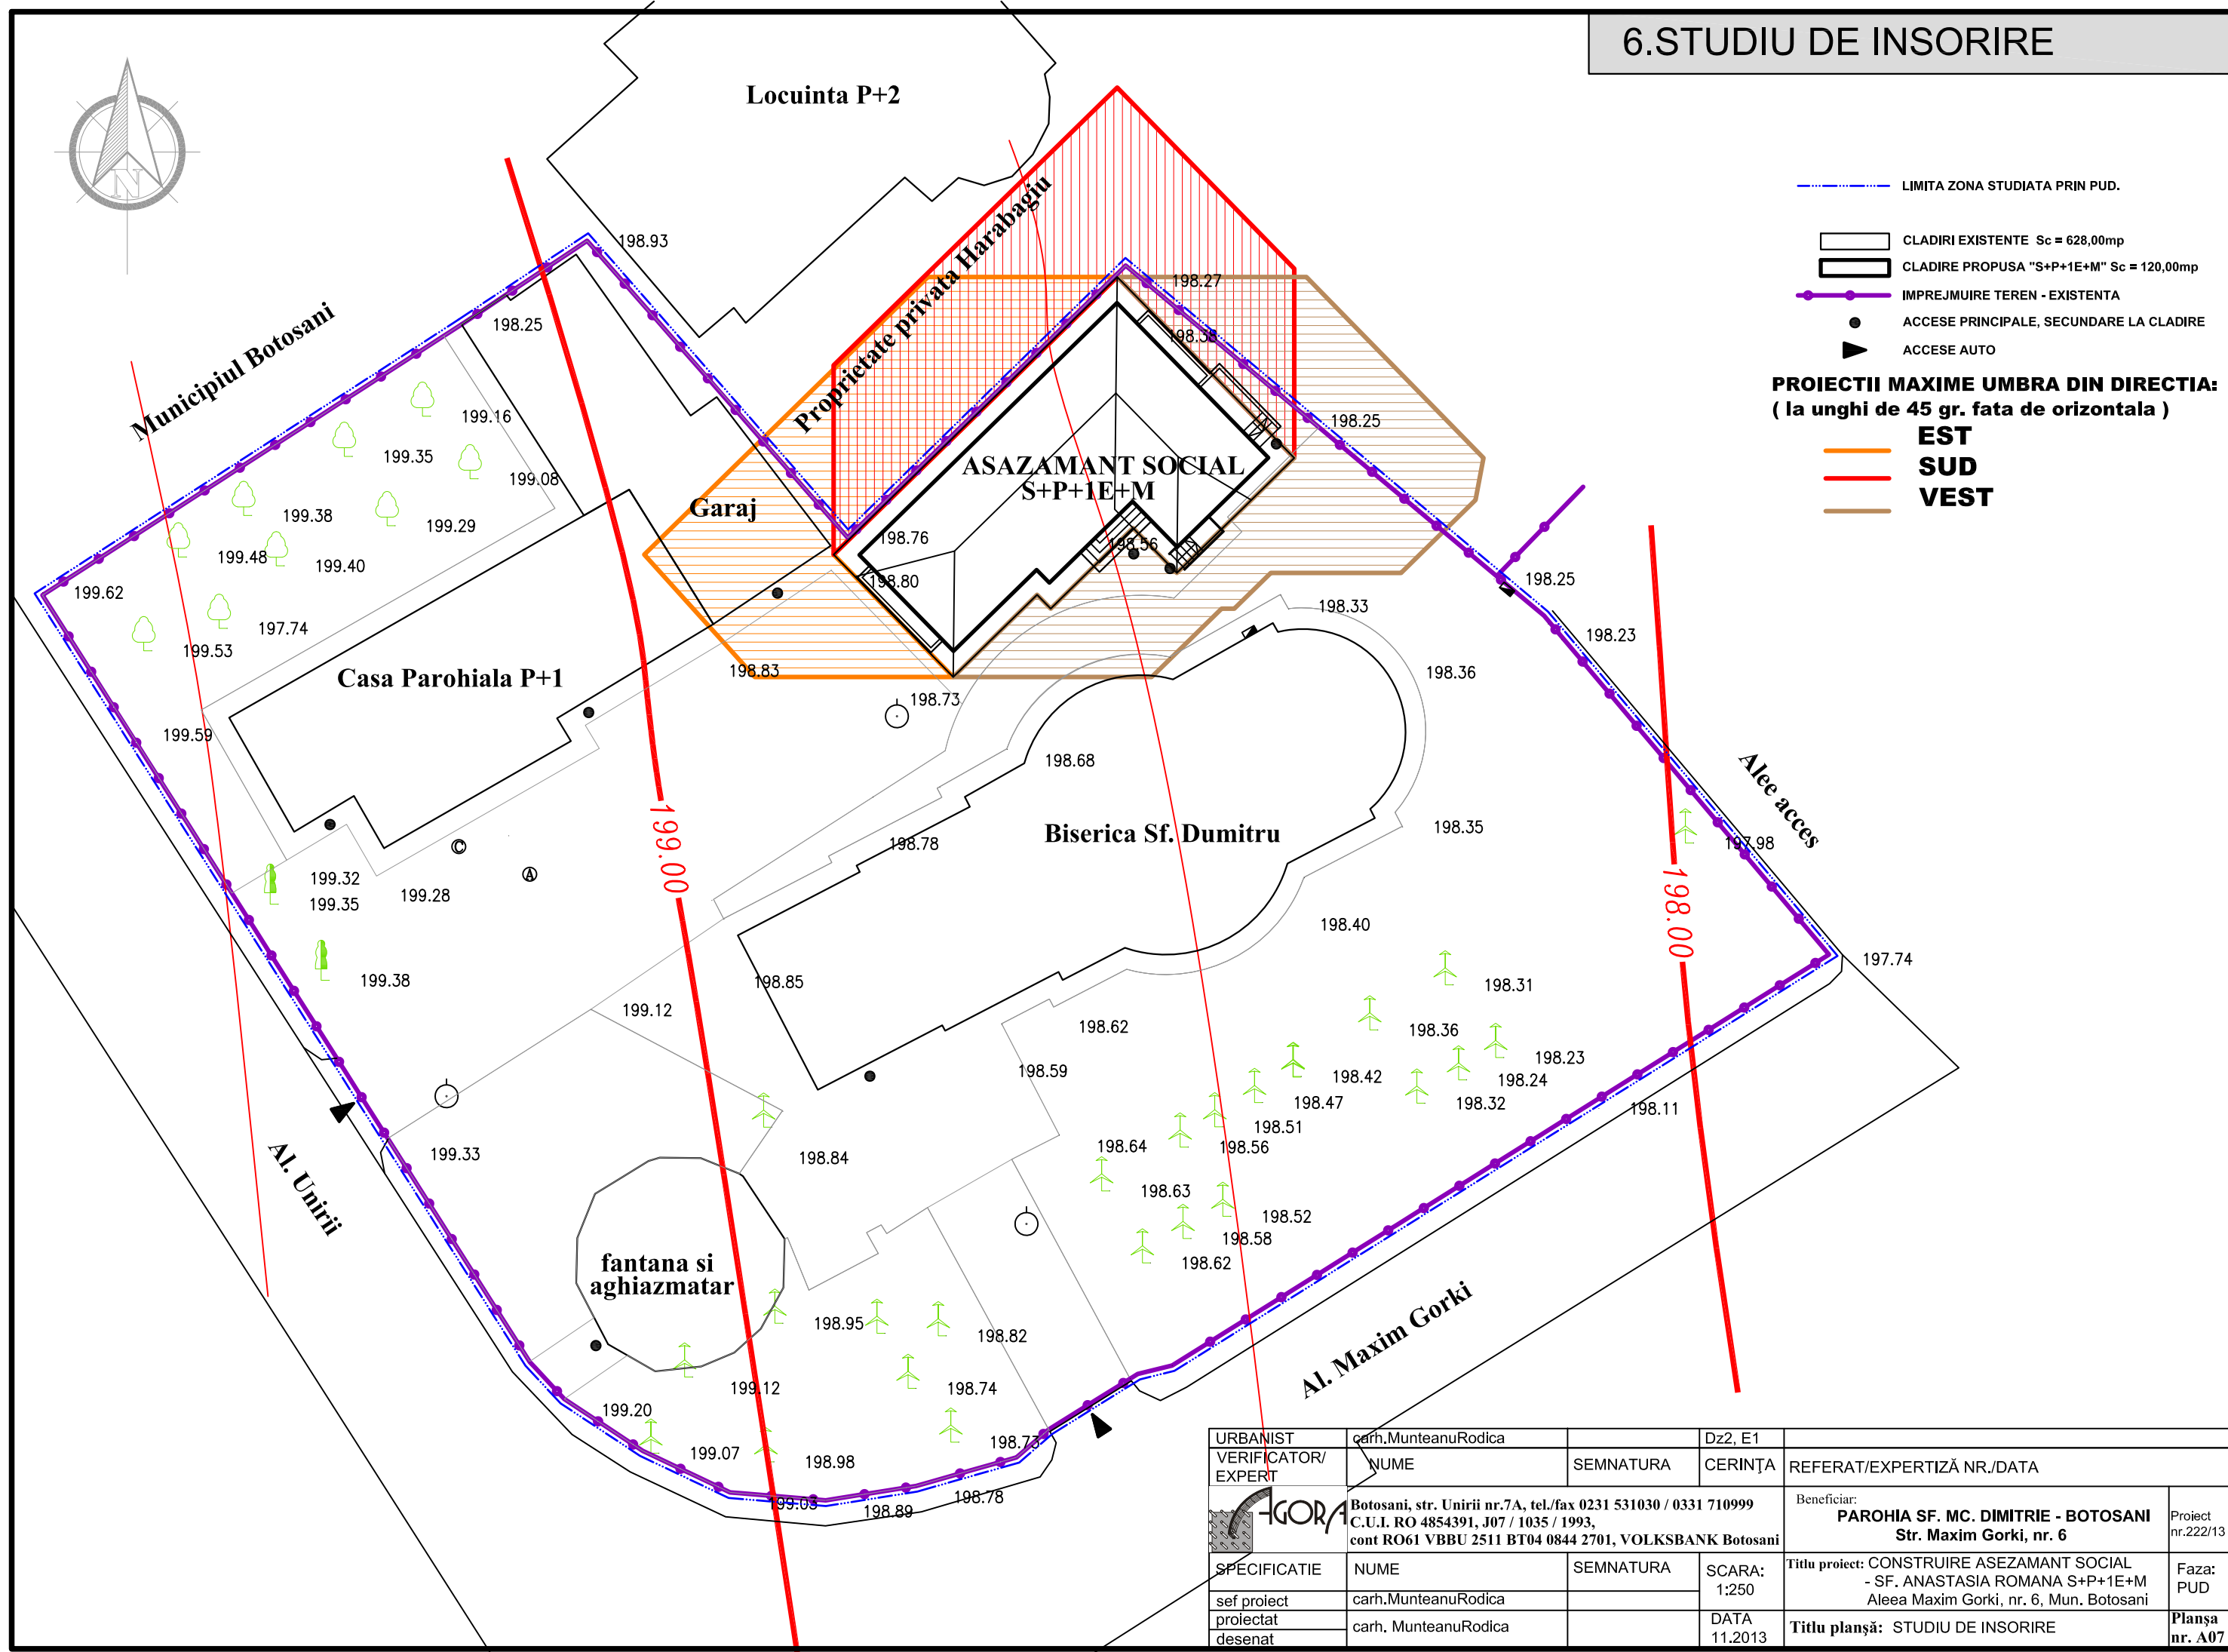 6.STUDIU DE INSORIRE
N
Locuinta P+2
LIMITA ZONA STUDIATA PRIN PUD.
CLADIRI EXISTENTE Sc = 628,00mp
CLADIRE PROPUSA "S+P+1E+M" Sc = 120,00mp
IMPREJMUIRE TEREN - EXISTENTA
ACCESE PRINCIPALE, SECUNDARE LA CLADIRE
ACCESE AUTO
PROIECTII MAXIME UMBRA DIN DIRECTIA:
( la unghi de 45 gr. fata de orizontala )
EST
SUD
VEST
Municipiul Botosani
Proprietate privata Harabagiu
198.93
198.25
198.27
198.58
198.25
199.16
199.35
199.08
199.38
199.29
199.48
199.40
199.62
197.74
199.53
199.59
Garaj
ASAZAMANT SOCIAL
S+P+1E+M
198.76
198.56
198.80
198.25
198.33
198.23
Casa Parohiala P+1
198.83
198.73
198.36
198.68
199.00
198.00
Alee acces
Biserica Sf. Dumitru
198.78
198.35
197.98
C
A
199.32
199.35
199.28
199.38
198.40
197.74
198.85
199.12
198.62
198.31
198.36
198.23
198.59
198.42
198.24
198.47
198.32
198.11
198.51
198.64
198.56
199.33
198.84
198.63
198.52
198.58
198.62
Al. Unirii
fantana si
aghiazmatar
198.95
198.82
Al. Maxim Gorki
199.12
198.74
199.20
199.07
198.98
198.73
199.03
198.89
198.78
URBANIST carh.MunteanuRodica Dz2, E1
VERIFICATOR/
EXPERT NUME SEMNATURA CERINŢA REFERAT/EXPERTIZĂ NR./DATA
AGORA
Botosani, str. Unirii nr.7A, tel./fax 0231 531030 / 0331 710999
C.U.I. RO 4854391, J07 / 1035 / 1993,
cont RO61 VBBU 2511 BT04 0844 2701, VOLKSBANK Botosani
Beneficiar:
PAROHIA SF. MC. DIMITRIE - BOTOSANI
Str. Maxim Gorki, nr. 6
Proiect
nr.222/13
SPECIFICATIE NUME SEMNATURA SCARA:
1:250
Titlu proiect: CONSTRUIRE ASEZAMANT SOCIAL
- SF. ANASTASIA ROMANA S+P+1E+M
Aleea Maxim Gorki, nr. 6, Mun. Botosani
Faza:
PUD
sef proiect carh.MunteanuRodica
proiectat
desenat
carh. MunteanuRodica
DATA
11.2013
Titlu planşă: STUDIU DE INSORIRE
Planşa
nr. A07